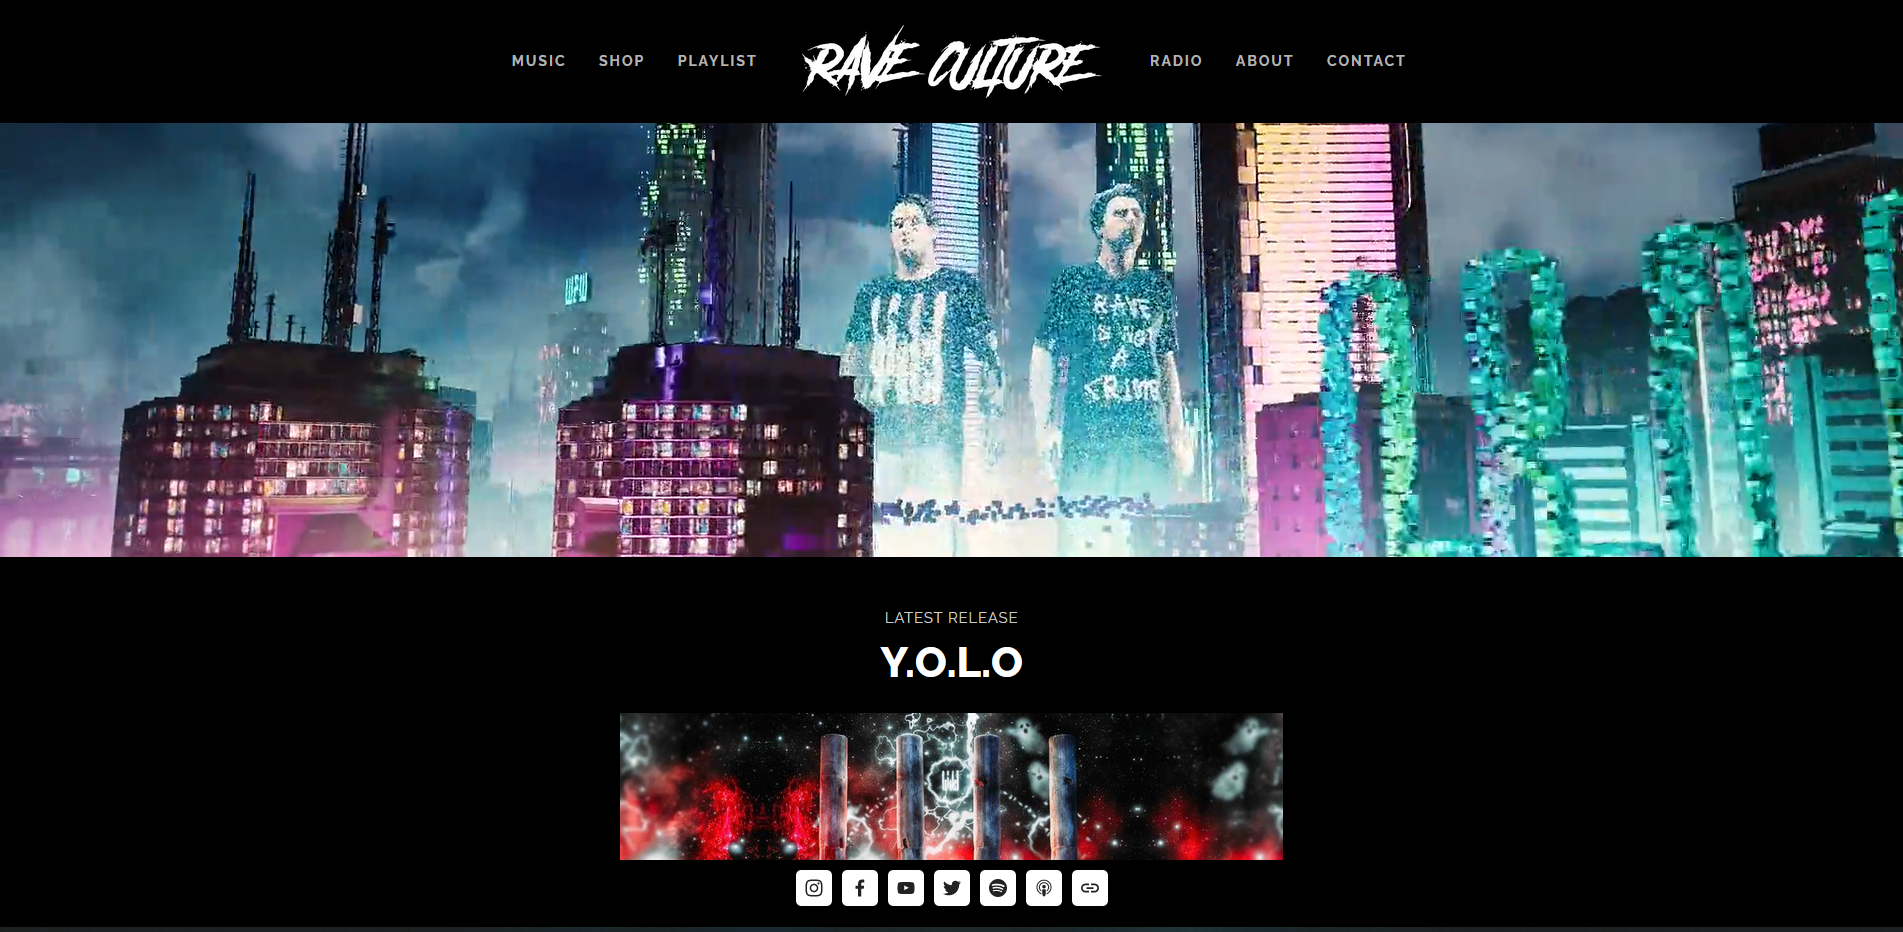 MUSIC SHOP PLAYLIST RAVE CULTURE RADIO ABOUT CONTACT
W&W
RAVE
IS NOT
A
CRIME
LATEST RELEASE
Y.O.L.O